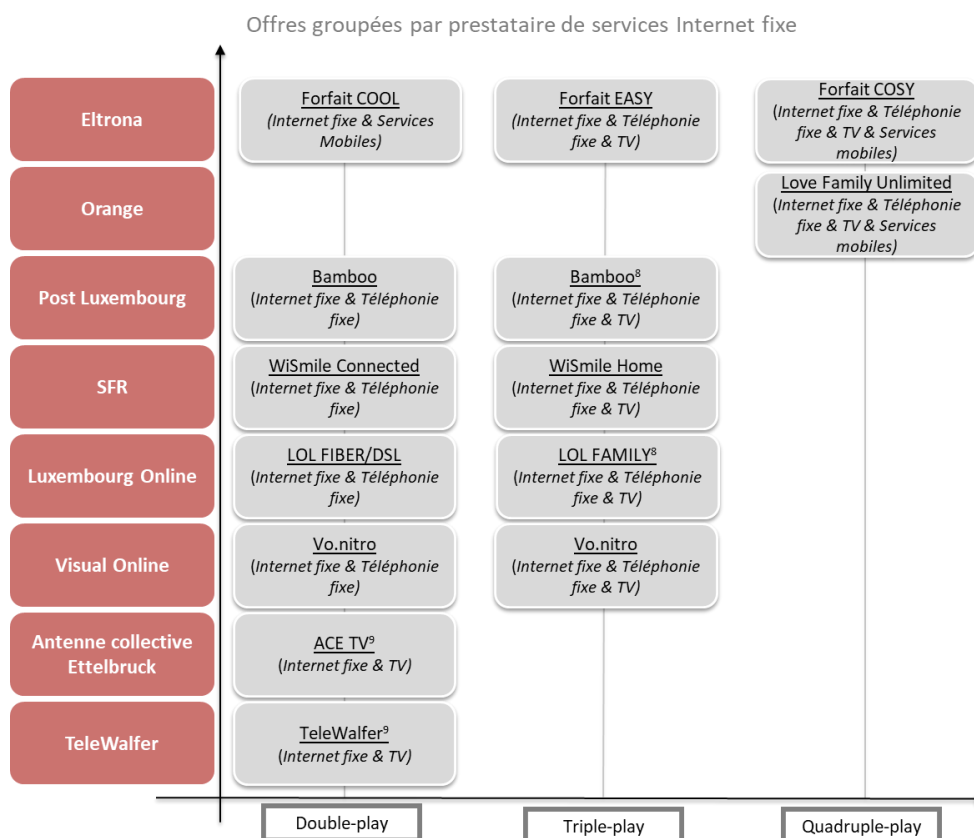 Offres groupées par prestataire de services Internet fixe
Eltrona
Forfait COOL
(Internet fixe & Services
Mobiles)
Forfait EASY
(Internet fixe & Téléphonie
fixe & TV)
Forfait COSY
(Internet fixe & Téléphonie
fixe & TV & Services
mobiles)
Orange
Love Family Unlimited
(Internet fixe & Téléphonie
fixe & TV & Services
mobiles)
Post Luxembourg
Bamboo
(Internet fixe & Téléphonie
fixe)
Bamboo⁸
(Internet fixe & Téléphonie
fixe & TV)
SFR
WiSmile Connected
(Internet fixe & Téléphonie
fixe)
WiSmile Home
(Internet fixe & Téléphonie
fixe & TV)
Luxembourg Online
LOL FIBER/DSL
(Internet fixe & Téléphonie
fixe)
LOL FAMILY⁸
(Internet fixe & Téléphonie
fixe & TV)
Visual Online
Vo.nitro
(Internet fixe & Téléphonie
fixe)
Vo.nitro
(Internet fixe & Téléphonie
fixe & TV)
Antenne collective
Ettelbruck
ACE TV⁹
(Internet fixe & TV)
TeleWalfer
TeleWalfer⁹
(Internet fixe & TV)
Double-play
Triple-play
Quadruple-play